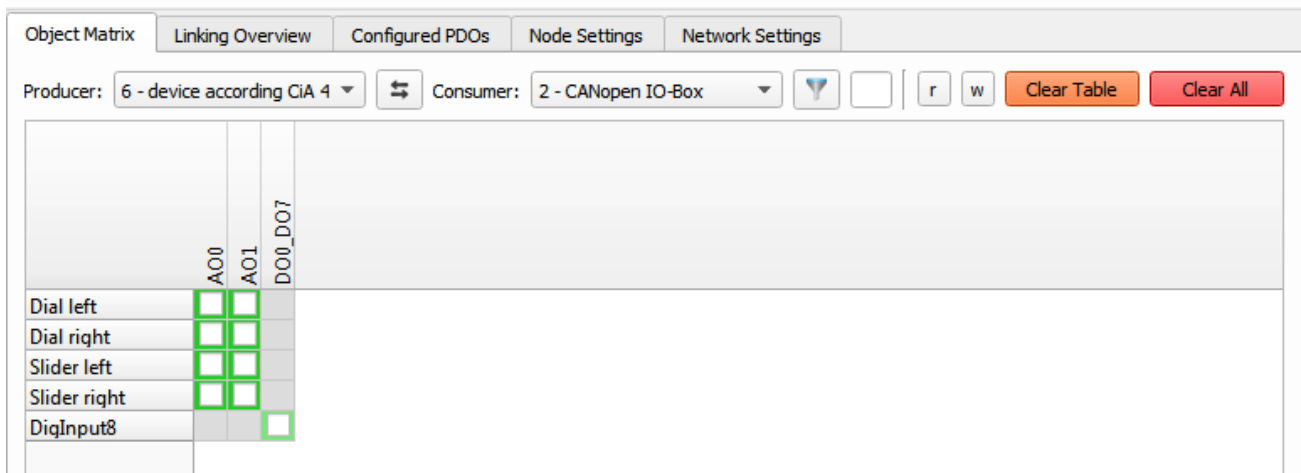 Object Matrix Linking Overview Configured PDOs Node Settings Network Settings
Producer: 6 - device according CiA 4 Consumer: 2 - CANopen IO-Box r w Clear Table Clear All
AO0 AO1 DO0_DO7
Dial left
Dial right
Slider left
Slider right
DigInput8